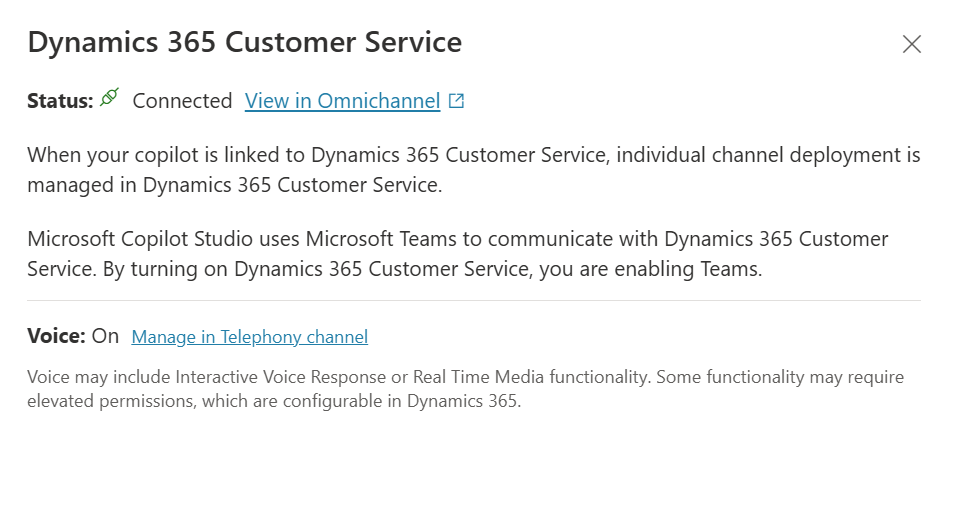 Dynamics 365 Customer Service
Status: Connected View in Omnichannel
When your copilot is linked to Dynamics 365 Customer Service, individual channel deployment is
managed in Dynamics 365 Customer Service.
Microsoft Copilot Studio uses Microsoft Teams to communicate with Dynamics 365 Customer
Service. By turning on Dynamics 365 Customer Service, you are enabling Teams.
Voice: On Manage in Telephony channel
Voice may include Interactive Voice Response or Real Time Media functionality. Some functionality may require
elevated permissions, which are configurable in Dynamics 365.